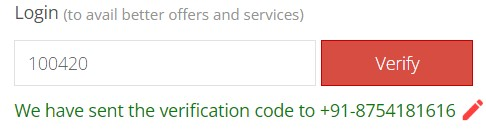 Login (to avail better offers and services)
100420 Verify
We have sent the verification code to +91-8754181616